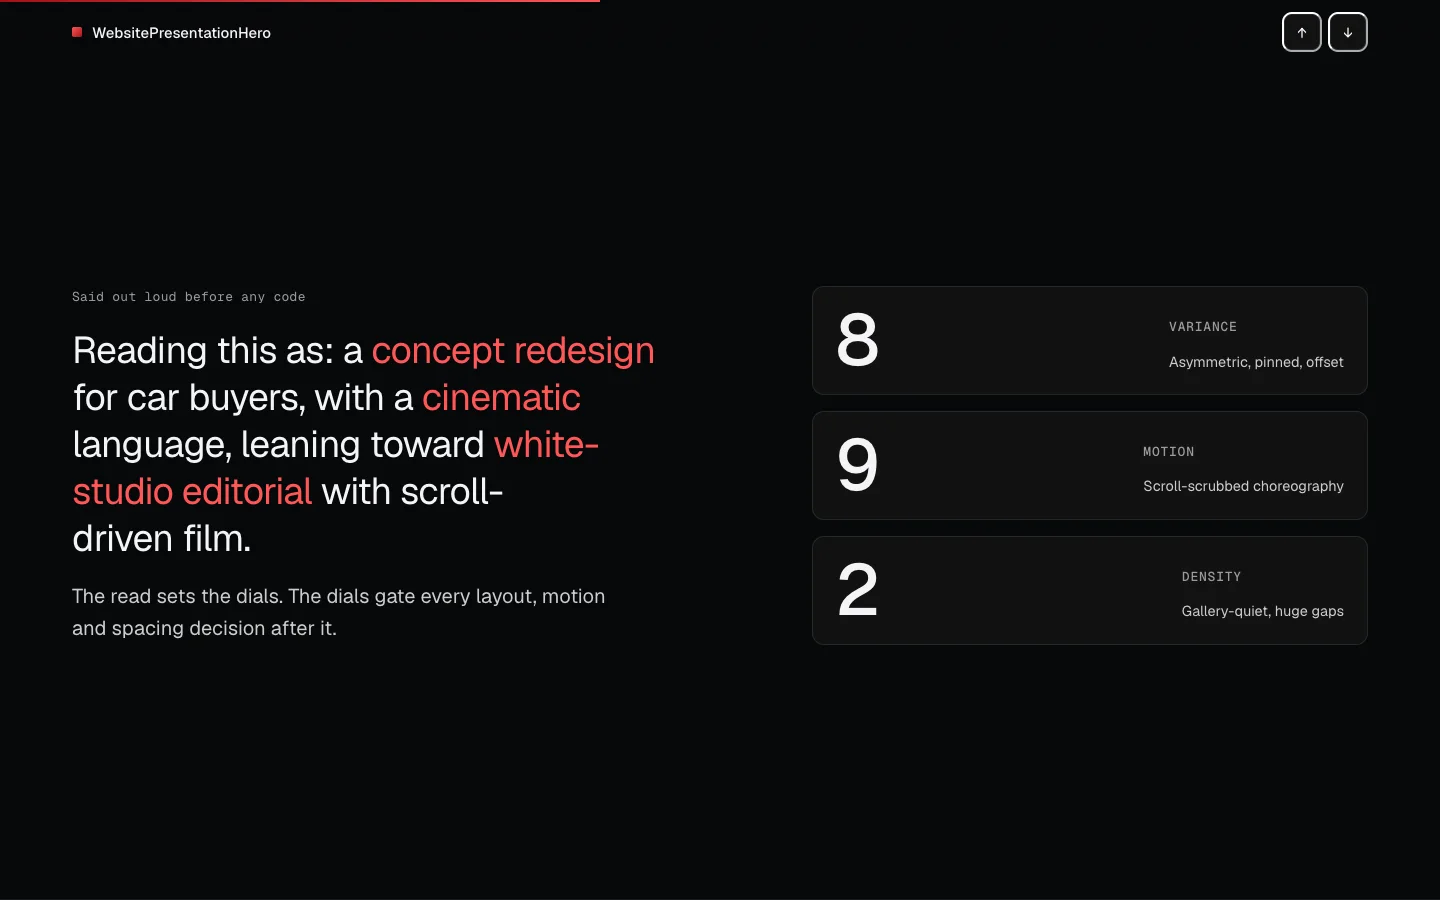 WebsitePresentationHero
↑ ↓
Said out loud before any code
Reading this as: a concept redesign
for car buyers, with a cinematic
language, leaning toward white-
studio editorial with scroll-
driven film.
The read sets the dials. The dials gate every layout, motion
and spacing decision after it.
8
VARIANCE
Asymmetric, pinned, offset
9
MOTION
Scroll-scrubbed choreography
2
DENSITY
Gallery-quiet, huge gaps